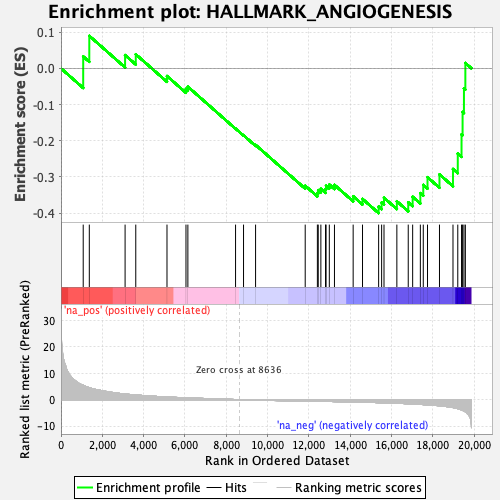 Enrichment plot: HALLMARK_ANGIOGENESIS
Enrichment score (ES)
0.1
0.0
-0.1
-0.2
-0.3
-0.4
'na_pos' (positively correlated)
Ranked list metric (PreRanked)
30
20
10
0
-10
Zero cross at 8636
'na_neg' (negatively correlated)
0
2,000
4,000
6,000
8,000
10,000
12,000
14,000
16,000
18,000
20,000
Rank in Ordered Dataset
Enrichment profile
Hits
Ranking metric scores